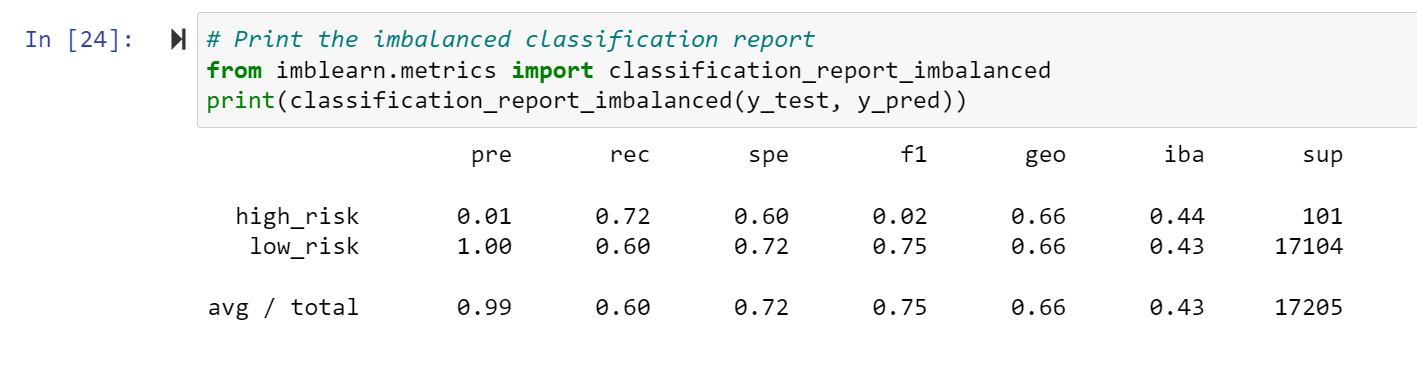 In [24]: # Print the imbalanced classification report
from imblearn.metrics import classification_report_imbalanced
print(classification_report_imbalanced(y_test, y_pred))
pre rec spe f1 geo iba sup
high_risk 0.01 0.72 0.60 0.02 0.66 0.44 101
low_risk 1.00 0.60 0.72 0.75 0.66 0.43 17104
avg / total 0.99 0.60 0.72 0.75 0.66 0.43 17205